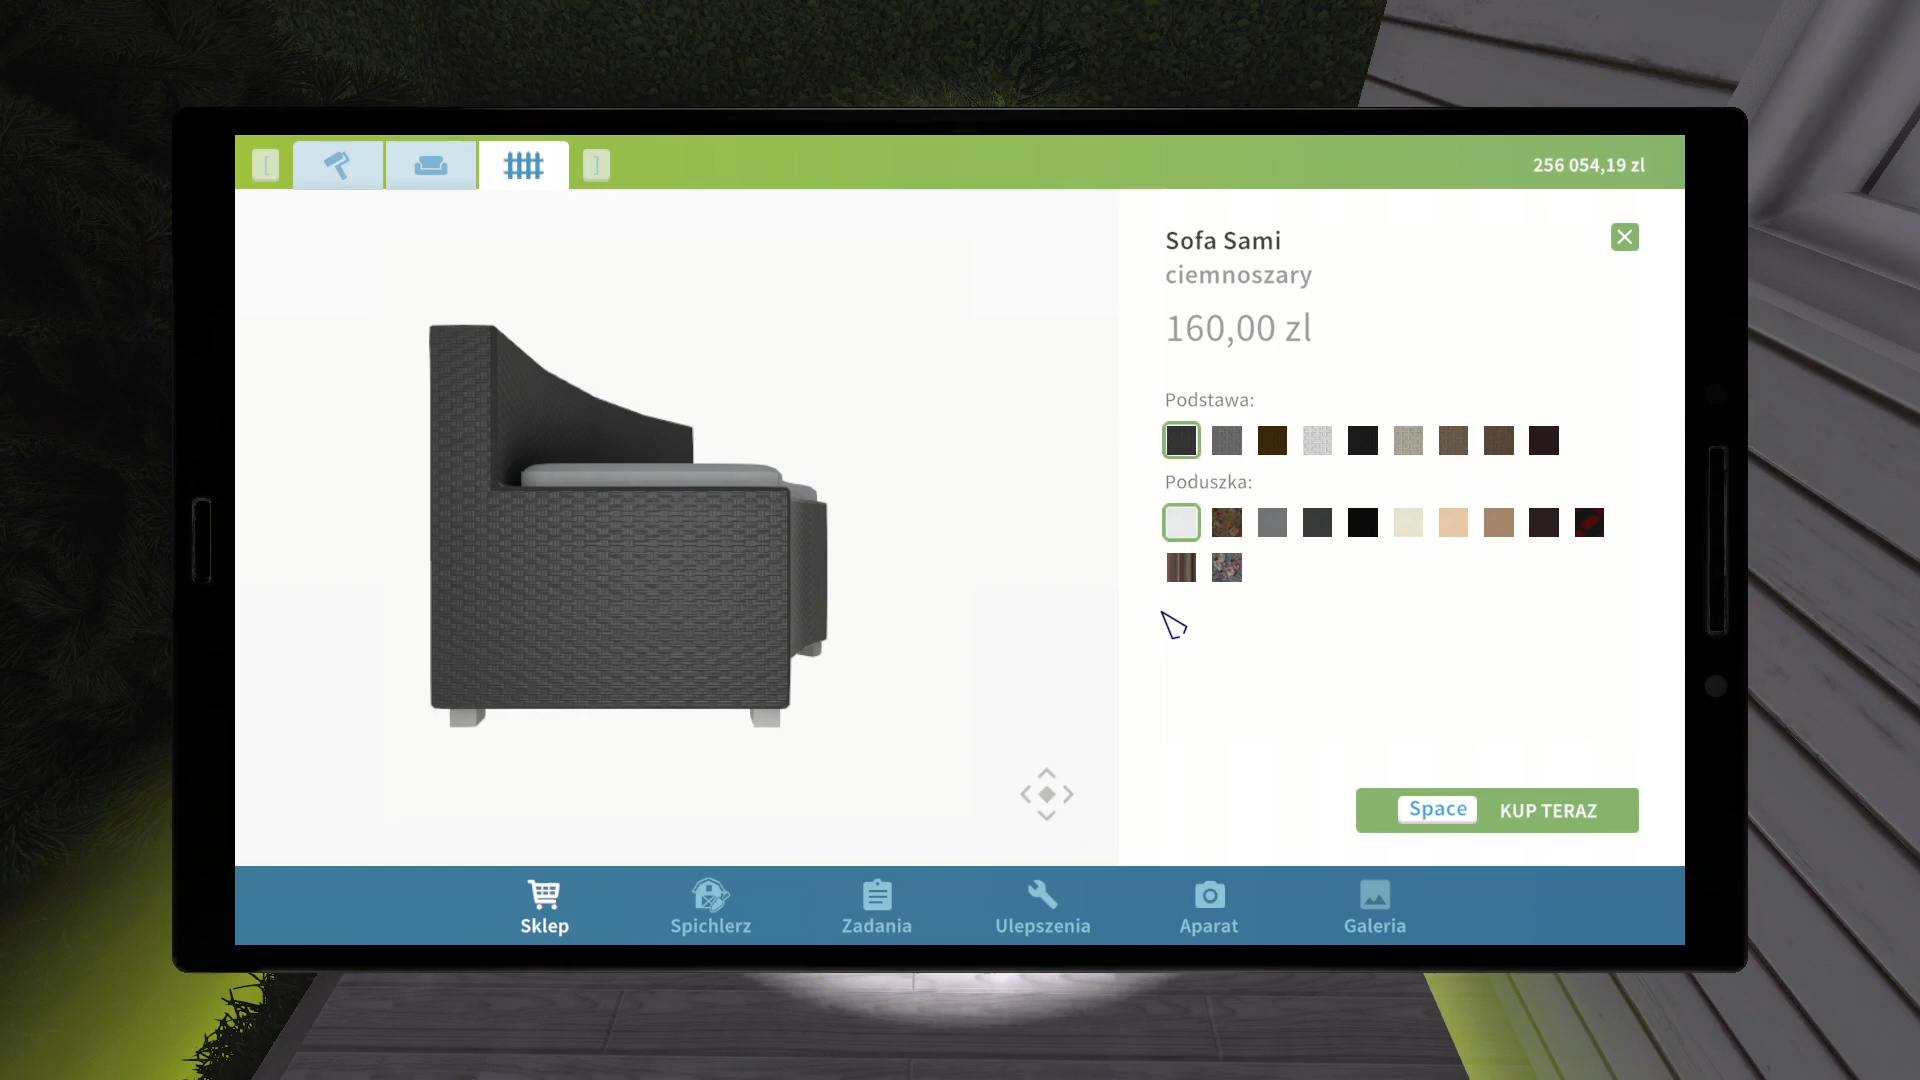 [
]
256 054,19 zl
Sofa Sami
ciemnoszary
160,00 zl
Podstawa:
Poduszka:
Space KUP TERAZ
Sklep
Spichlerz
Zadania
Ulepszenia
Aparat
Galeria